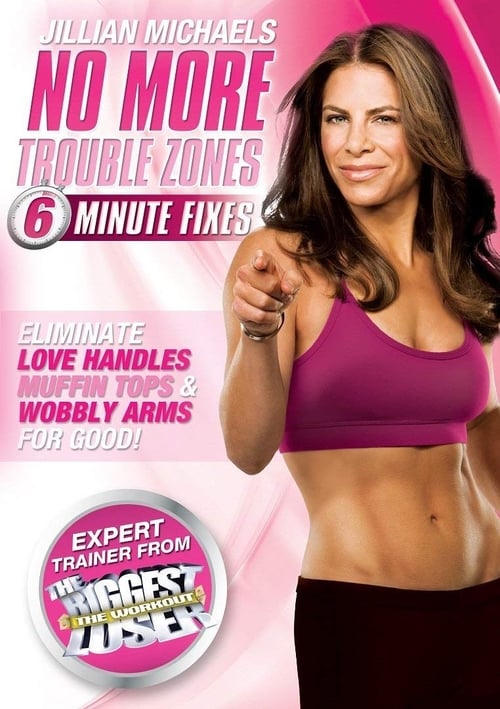 JILLIAN MICHAELS
NO MORE
TROUBLE ZONES
6 MINUTE FIXES
ELIMINATE
LOVE HANDLES
MUFFIN TOPS &
WOBBLY ARMS
FOR GOOD!
EXPERT
TRAINER FROM
THE
BIGGEST
THE WORKOUT
LOSER